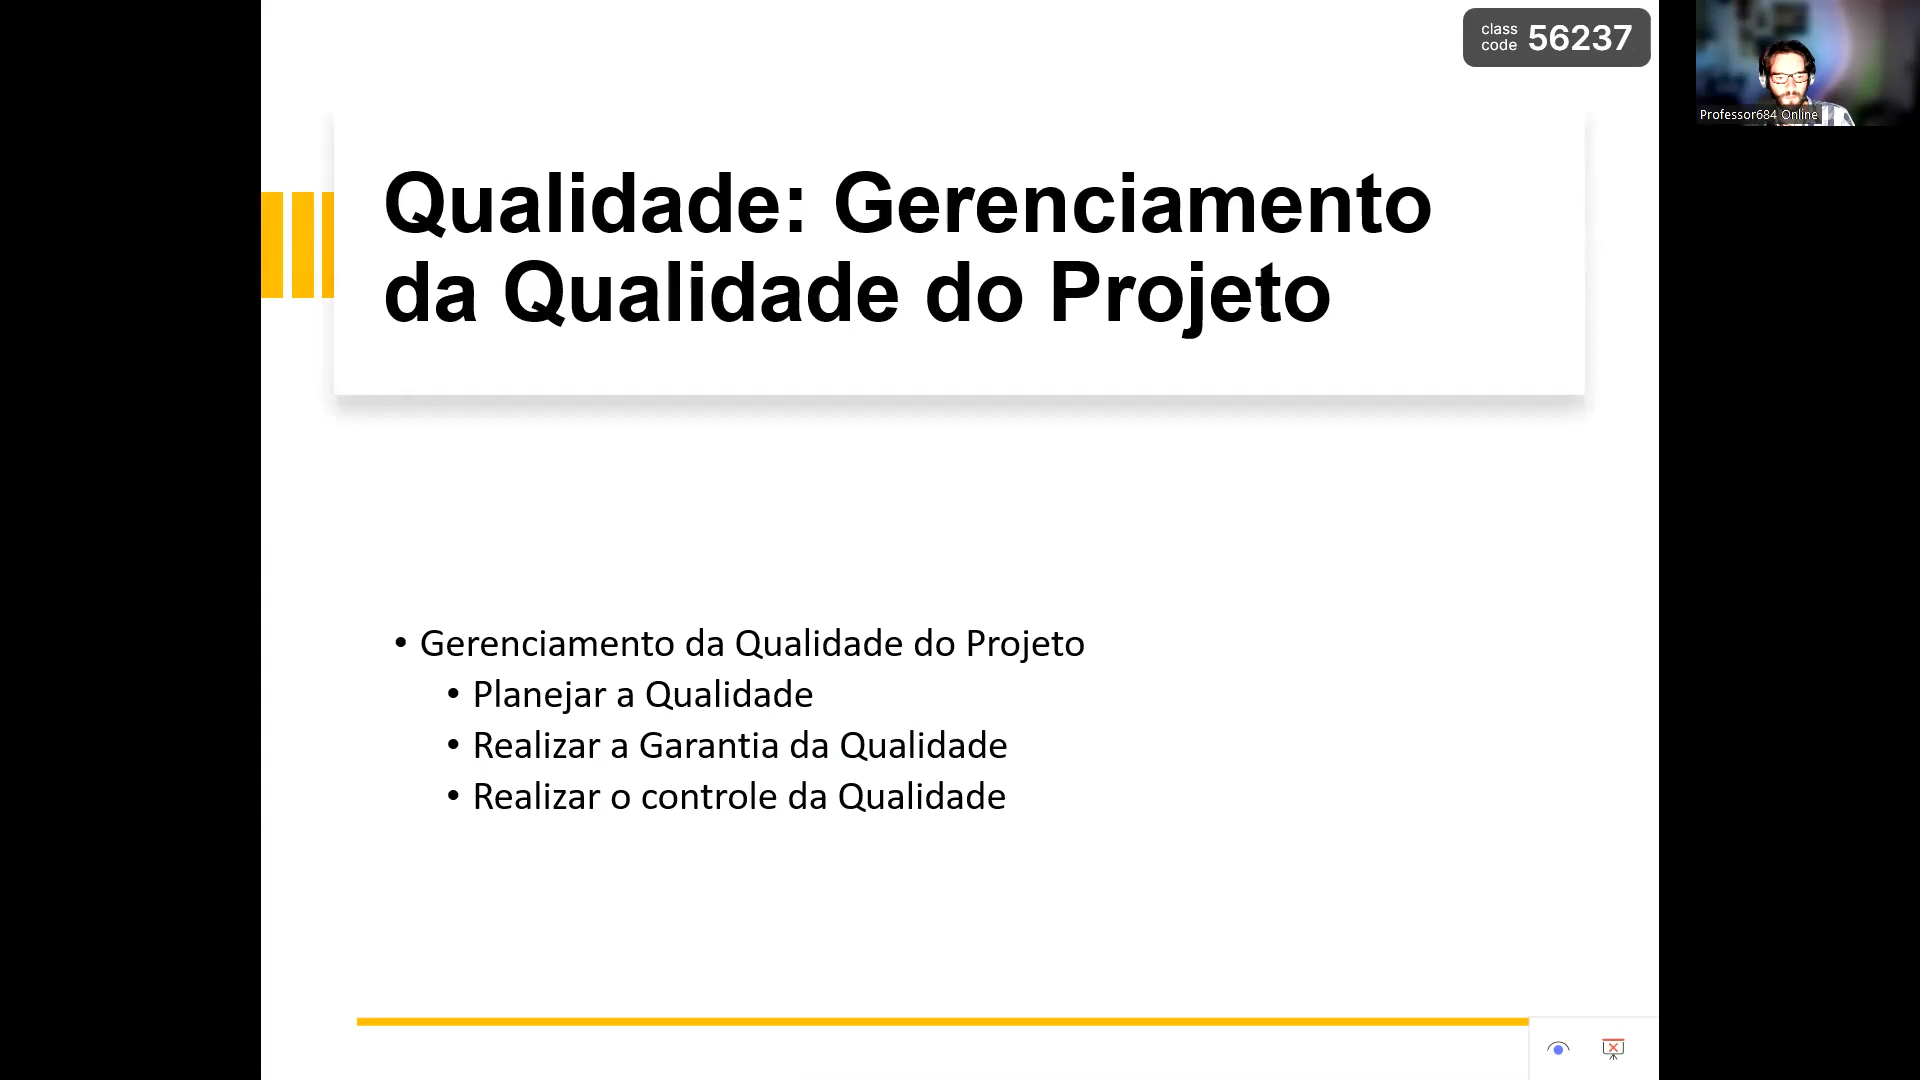 class
code 56237
Professor684 Online
Qualidade: Gerenciamento
da Qualidade do Projeto
• Gerenciamento da Qualidade do Projeto
• Planejar a Qualidade
• Realizar a Garantia da Qualidade
• Realizar o controle da Qualidade